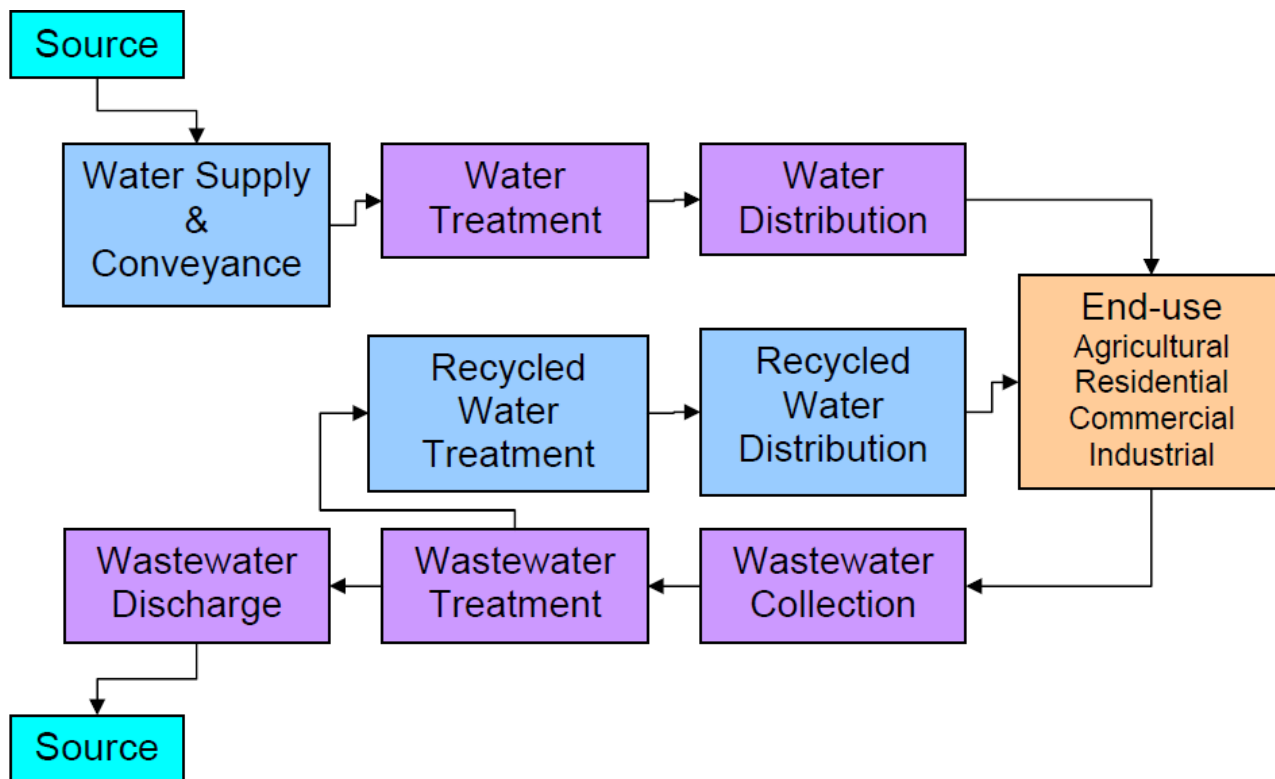 Source
Water Supply
&
Conveyance
Water
Treatment
Water
Distribution
End-use
Agricultural
Residential
Commercial
Industrial
Recycled
Water
Treatment
Recycled
Water
Distribution
Wastewater
Discharge
Wastewater
Treatment
Wastewater
Collection
Source